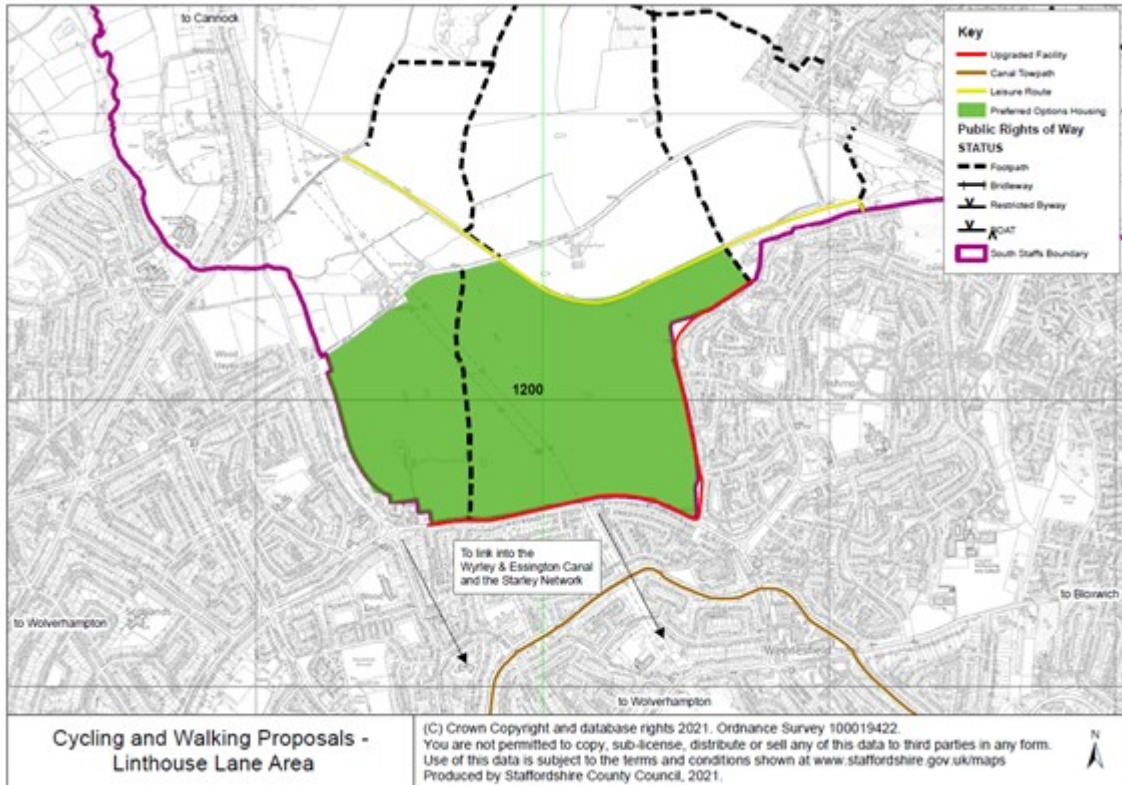 to Cannock
Key
Upgraded Facility
Canal Towpath
Leisure Route
Preferred Options Housing
Public Rights of Way
STATUS
Footpath
Bridleway
Restricted Byway
BOAT
South Staffs Boundary
1200
To link into the
Wyrley & Essington Canal
and the Starley Network
to Bloxwich
to Wolverhampton
Wednesfield
to Wolverhampton
Cycling and Walking Proposals -
Linthouse Lane Area
(C) Crown Copyright and database rights 2021. Ordnance Survey 100019422.
You are not permitted to copy, sub-license, distribute or sell any of this data to third parties in any form.
Use of this data is subject to the terms and conditions shown at www.staffordshire.gov.uk/maps
Produced by Staffordshire County Council, 2021.
N